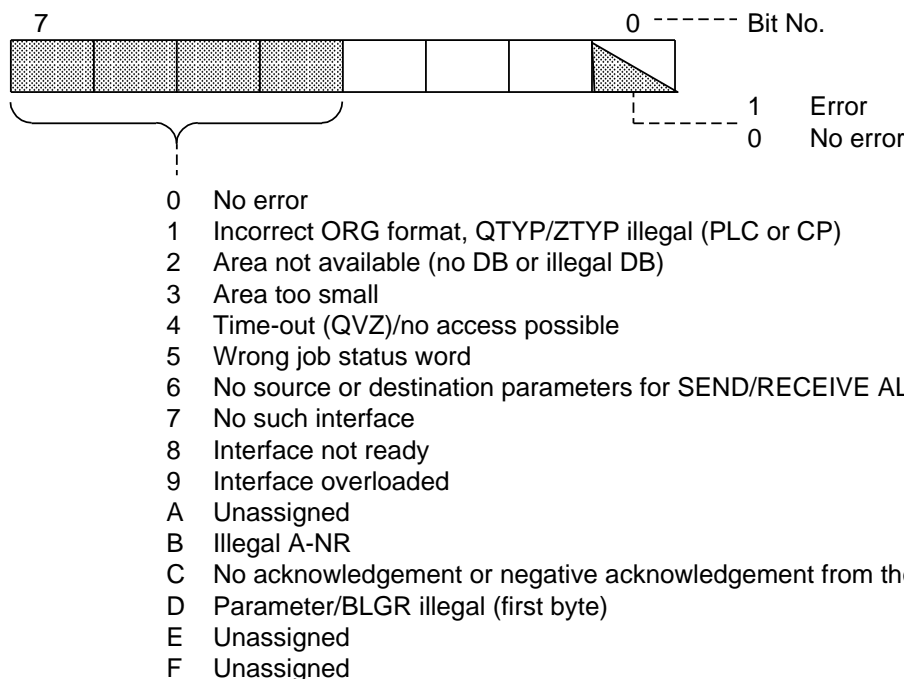 7 0 Bit No.
1 Error
0 No error
0 No error
1 Incorrect ORG format, QTYP/ZTYP illegal (PLC or CP)
2 Area not available (no DB or illegal DB)
3 Area too small
4 Time-out (QVZ)/no access possible
5 Wrong job status word
6 No source or destination parameters for SEND/RECEIVE AL
7 No such interface
8 Interface not ready
9 Interface overloaded
A Unassigned
B Illegal A-NR
C No acknowledgement or negative acknowledgement from the
D Parameter/BLGR illegal (first byte)
E Unassigned
F Unassigned